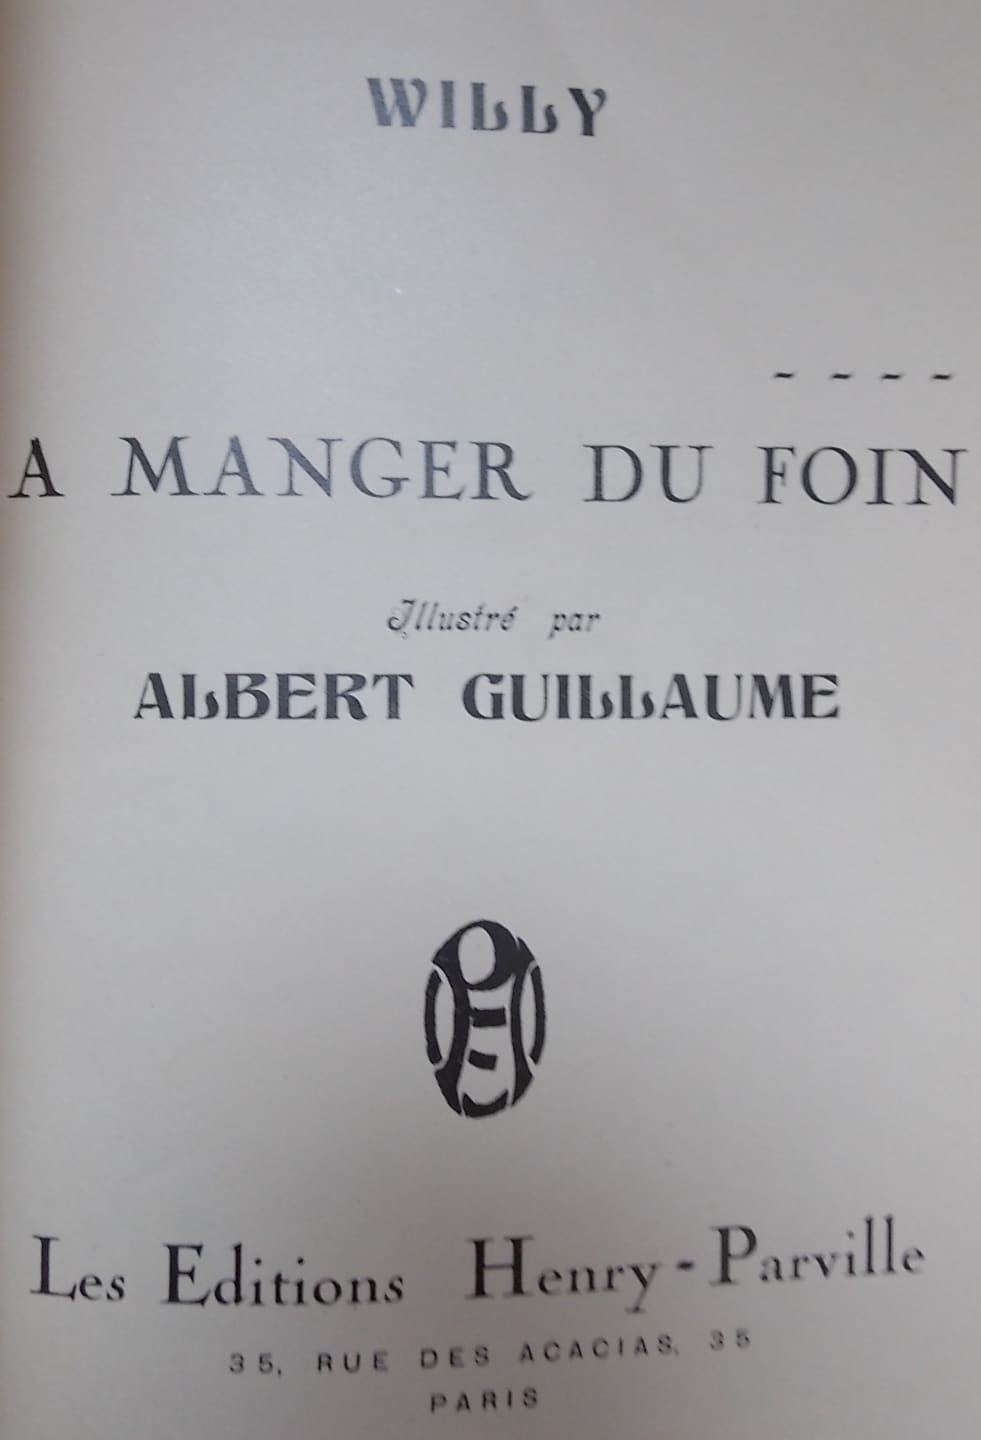 WILLY
~ ~ ~ ~
A MANGER DU FOIN
Illustré par
ALBERT GUILLAUME
Les Editions Henry-Parville
35, RUE DES ACACIAS, 35
PARIS